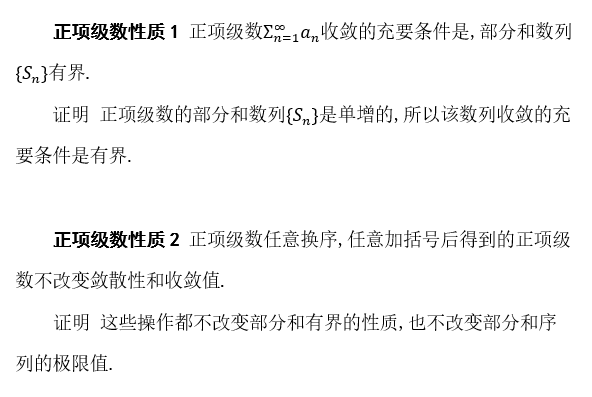 正项级数性质 1  正项级数∑_{n=1}^{∞} a_n收敛的充要条件是, 部分和数列
{S_n}有界.
证明  正项级数的部分和数列{S_n}是单增的, 所以该数列收敛的充
要条件是有界.
正项级数性质 2  正项级数任意换序, 任意加括号后得到的正项级
数不改变敛散性和收敛值.
证明  这些操作都不改变部分和有界的性质, 也不改变部分和序
列的极限值.